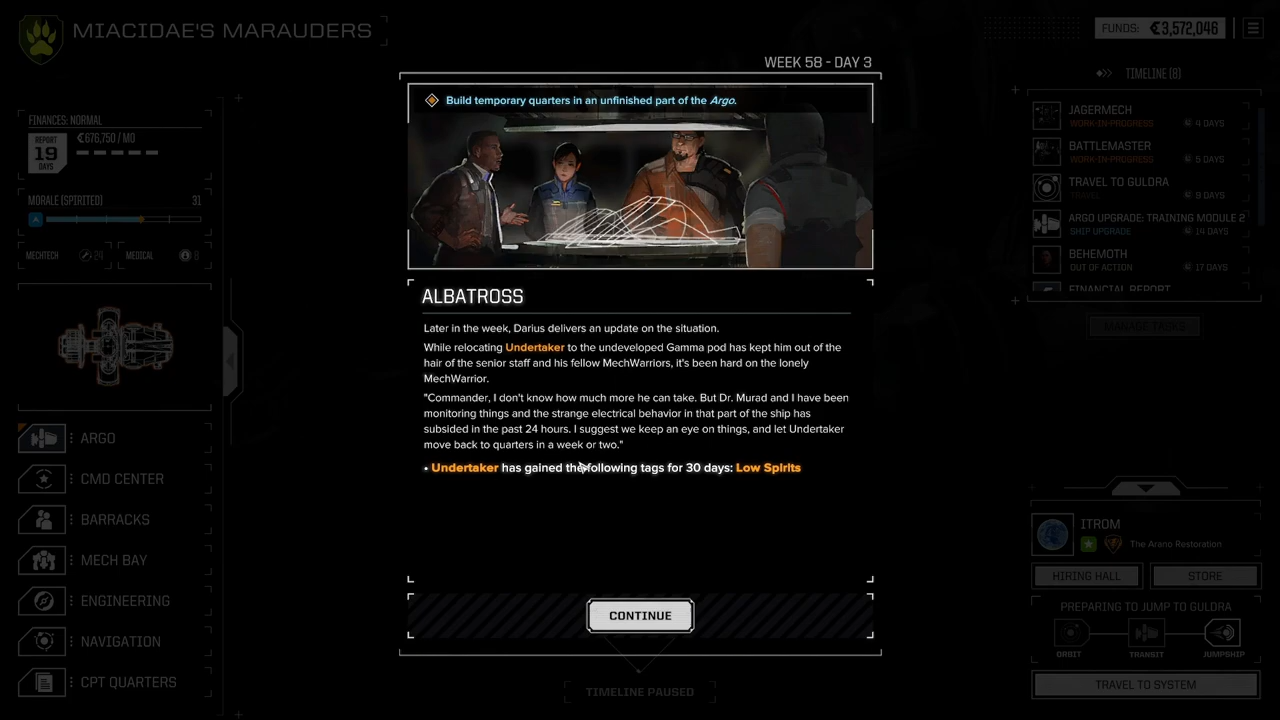 MIACIDAE'S MARAUDERS
FUNDS: €3,572,046
WEEK 58 - DAY 3
TIMELINE (8)
Build temporary quarters in an unfinished part of the Argo.
FINANCES: NORMAL
REPORT
19
DAYS
€676,750 / MO
MORALE (SPIRITED) 31
MECHTECH 24
MEDICAL 8
JAGERMECH
WORK-IN-PROGRESS 4 DAYS
BATTLEMASTER
WORK-IN-PROGRESS 5 DAYS
TRAVEL TO GULDRA
TRAVEL 9 DAYS
ARGO UPGRADE: TRAINING MODULE 2
SHIP UPGRADE 14 DAYS
BEHEMOTH
OUT OF ACTION 17 DAYS
FINANCIAL REPORT
MANAGE TASKS
ALBATROSS
Later in the week, Darius delivers an update on the situation.
While relocating Undertaker to the undeveloped Gamma pod has kept him out of the
hair of the senior staff and his fellow MechWarriors, it's been hard on the lonely
MechWarrior.
"Commander, I don't know how much more he can take. But Dr. Murad and I have been
monitoring things and the strange electrical behavior in that part of the ship has
subsided in the past 24 hours. I suggest we keep an eye on things, and let Undertaker
move back to quarters in a week or two."
• Undertaker has gained the following tags for 30 days: Low Spirits
CONTINUE
TIMELINE PAUSED
ARGO
CMD CENTER
BARRACKS
MECH BAY
ENGINEERING
NAVIGATION
CPT QUARTERS
ITROM
The Arano Restoration
HIRING HALL
STORE
PREPARING TO JUMP TO GULDRA
ORBIT
TRANSIT
JUMPSHIP
TRAVEL TO SYSTEM